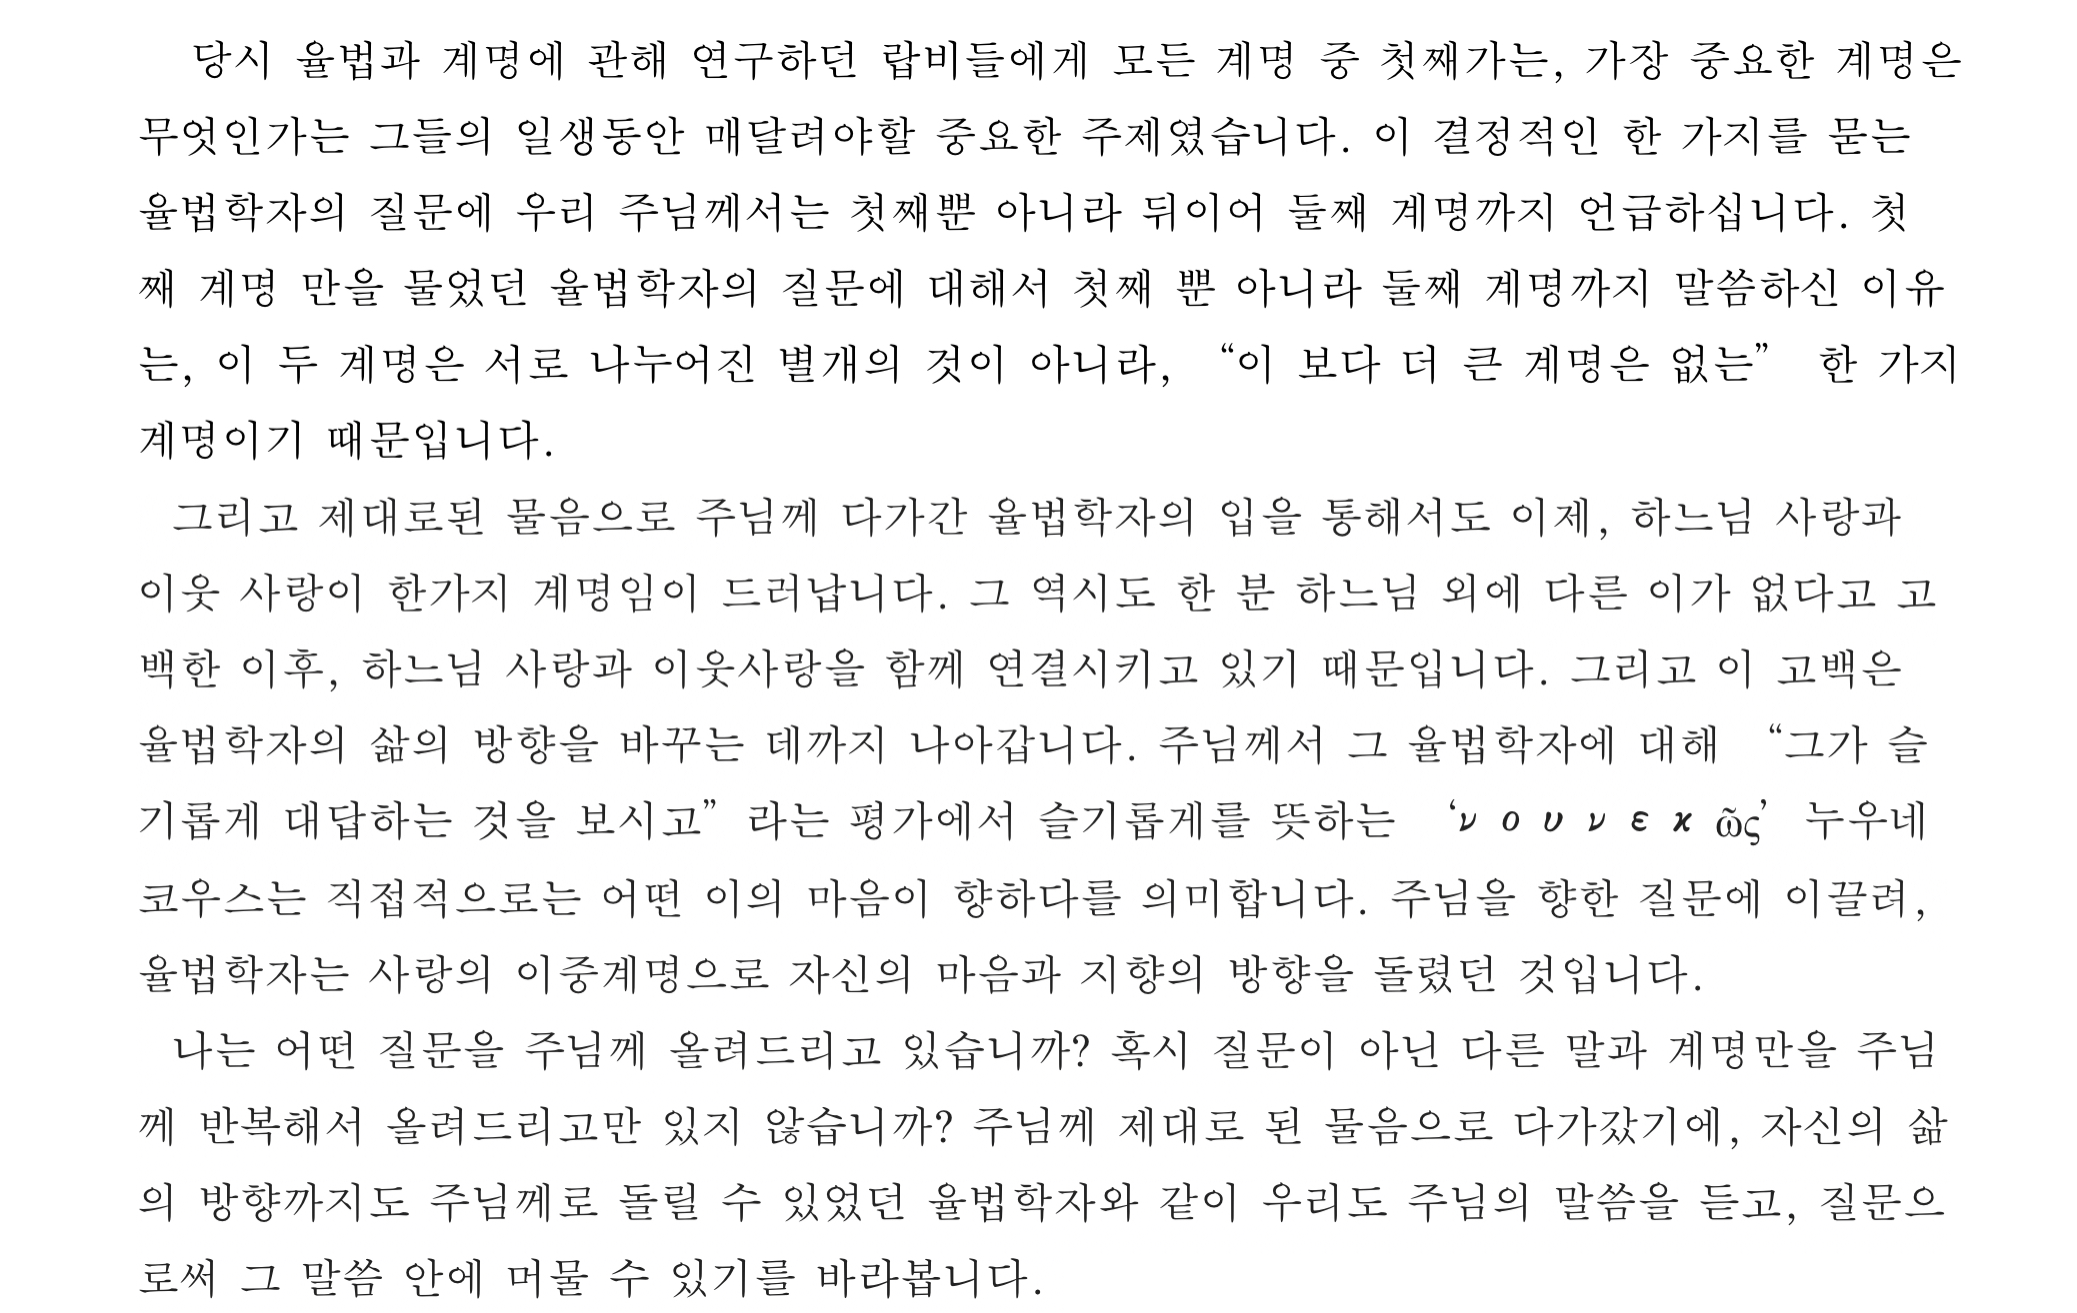 당시 율법과 계명에 관해 연구하던 랍비들에게 모든 계명 중 첫째가는, 가장 중요한 계명은
무엇인가는 그들의 일생동안 매달려야할 중요한 주제였습니다. 이 결정적인 한 가지를 묻는
율법학자의 질문에 우리 주님께서는 첫째뿐 아니라 뒤이어 둘째 계명까지 언급하십니다. 첫
째 계명 만을 물었던 율법학자의 질문에 대해서 첫째 뿐 아니라 둘째 계명까지 말씀하신 이유
는, 이 두 계명은 서로 나누어진 별개의 것이 아니라, “이 보다 더 큰 계명은 없는” 한 가지
계명이기 때문입니다.
그리고 제대로된 물음으로 주님께 다가간 율법학자의 입을 통해서도 이제, 하느님 사랑과
이웃 사랑이 한가지 계명임이 드러납니다. 그 역시도 한 분 하느님 외에 다른 이가 없다고 고
백한 이후, 하느님 사랑과 이웃사랑을 함께 연결시키고 있기 때문입니다. 그리고 이 고백은
율법학자의 삶의 방향을 바꾸는 데까지 나아갑니다. 주님께서 그 율법학자에 대해 “그가 슬
기롭게 대답하는 것을 보시고” 라는 평가에서 슬기롭게를 뜻하는 ‘ν ο υ ν ε κ ῶς’ 누우네
코우스는 직접적으로는 어떤 이의 마음이 향하다를 의미합니다. 주님을 향한 질문에 이끌려,
율법학자는 사랑의 이중계명으로 자신의 마음과 지향의 방향을 돌렸던 것입니다.
나는 어떤 질문을 주님께 올려드리고 있습니까? 혹시 질문이 아닌 다른 말과 계명만을 주님
께 반복해서 올려드리고만 있지 않습니까? 주님께 제대로 된 물음으로 다가갔기에, 자신의 삶
의 방향까지도 주님께로 돌릴 수 있었던 율법학자와 같이 우리도 주님의 말씀을 듣고, 질문으
로써 그 말씀 안에 머물 수 있기를 바라봅니다.